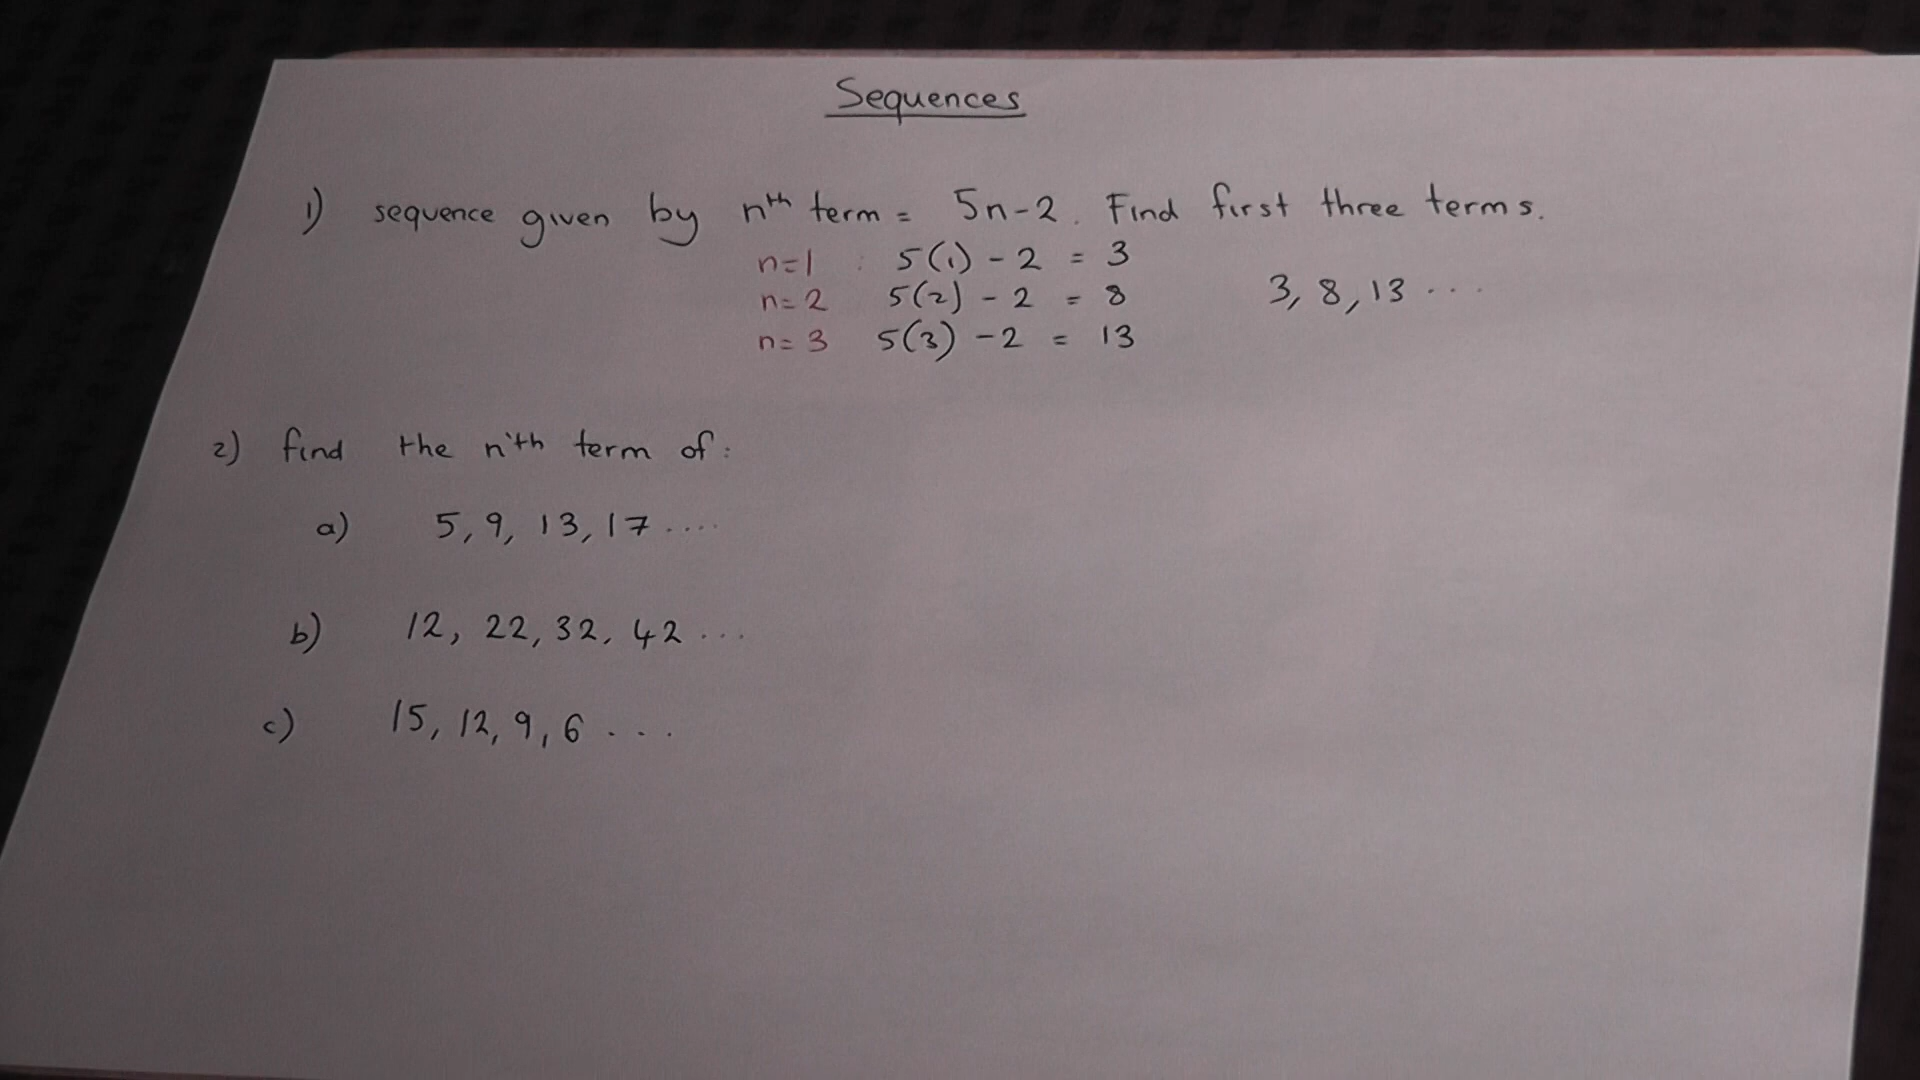 Sequences
1) sequence given by nth term = 5n-2. Find first three terms.
n=1 : 5(1) - 2 = 3
n=2 5(2) - 2 = 8
3, 8, 13 ...
n=3 5(3) - 2 = 13
2) find the n'th term of:
a) 5, 9, 13, 17 ....
b) 12, 22, 32, 42 ...
c) 15, 12, 9, 6 ...